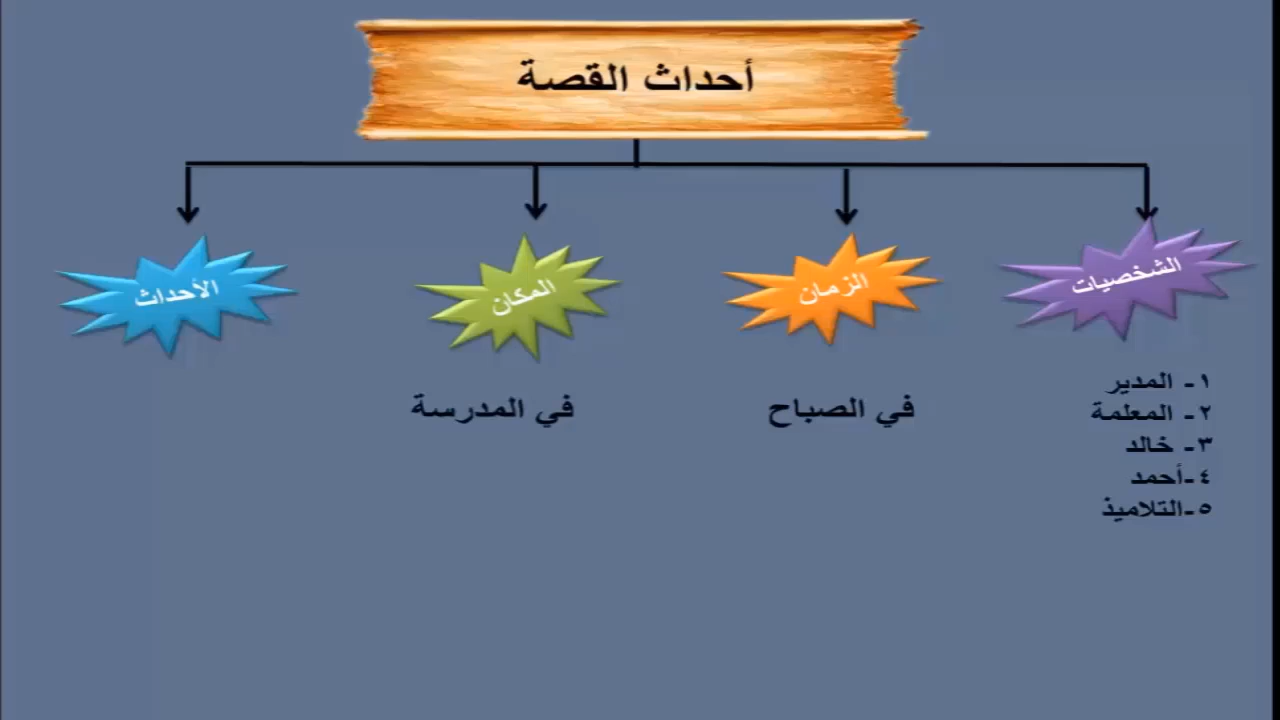 أحداث القصة
الشخصيات
الزمان
المكان
الأحداث
١- المدير
٢- المعلمة
٣- خالد
٤-أحمد
٥-التلاميذ
في الصباح
في المدرسة